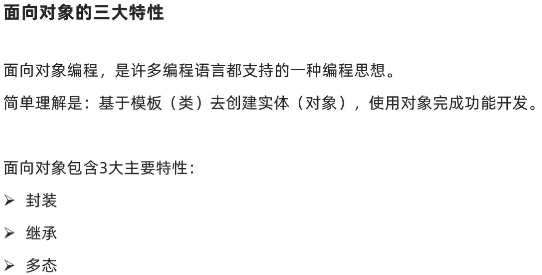 面向对象的三大特性
面向对象编程，是许多编程语言都支持的一种编程思想。
简单理解是：基于模板（类）去创建实体（对象），使用对象完成功能开发。
面向对象包含3大主要特性：
➢ 封装
➢ 继承
➢ 多态